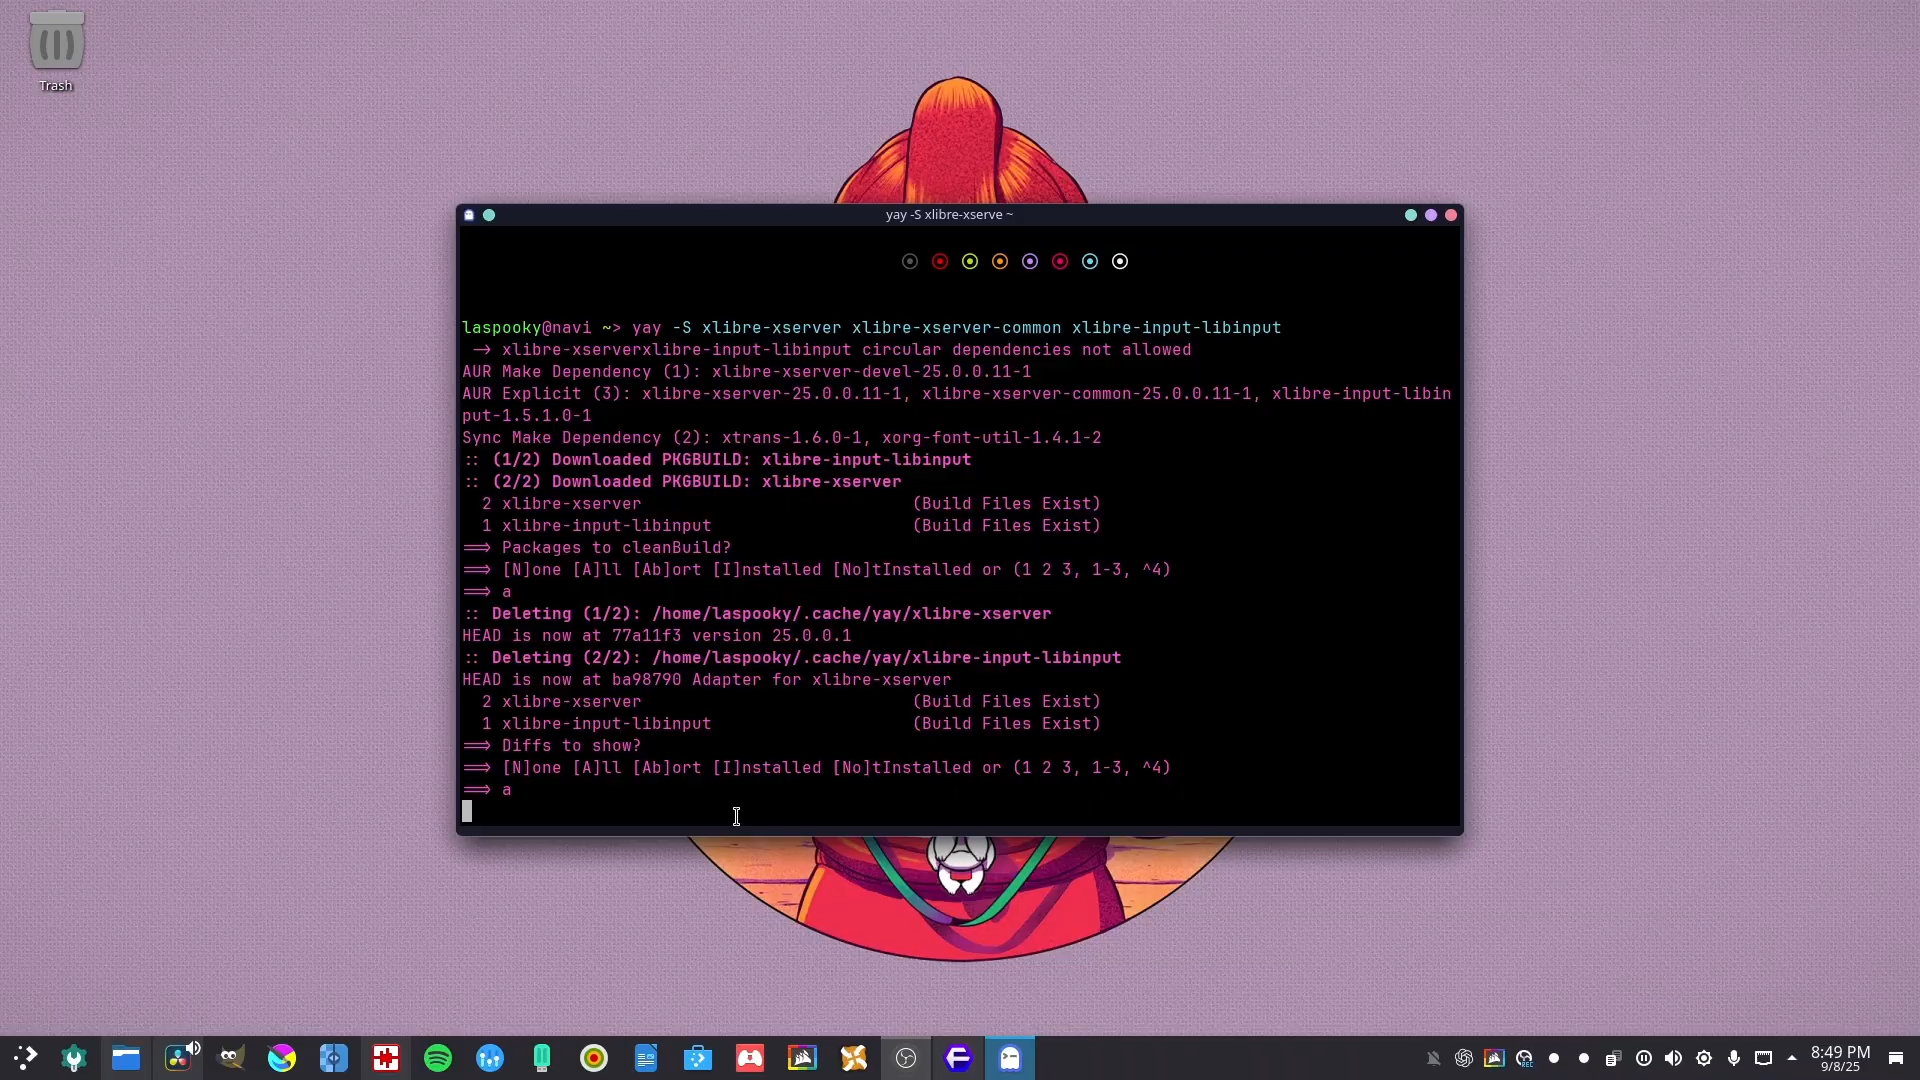 Trash
yay -S xlibre-xserve ~
laspooky@navi ~> yay -S xlibre-xserver xlibre-xserver-common xlibre-input-libinput
-> xlibre-xserverxlibre-input-libinput circular dependencies not allowed
AUR Make Dependency (1): xlibre-xserver-devel-25.0.0.11-1
AUR Explicit (3): xlibre-xserver-25.0.0.11-1, xlibre-xserver-common-25.0.0.11-1, xlibre-input-libin
put-1.5.1.0-1
Sync Make Dependency (2): xtrans-1.6.0-1, xorg-font-util-1.4.1-2
:: (1/2) Downloaded PKGBUILD: xlibre-input-libinput
:: (2/2) Downloaded PKGBUILD: xlibre-xserver
2 xlibre-xserver (Build Files Exist)
1 xlibre-input-libinput (Build Files Exist)
==> Packages to cleanBuild?
==> [N]one [A]ll [Ab]ort [I]nstalled [No]tInstalled or (1 2 3, 1-3, ^4)
==> a
:: Deleting (1/2): /home/laspooky/.cache/yay/xlibre-xserver
HEAD is now at 77a11f3 version 25.0.0.1
:: Deleting (2/2): /home/laspooky/.cache/yay/xlibre-input-libinput
HEAD is now at ba98790 Adapter for xlibre-xserver
2 xlibre-xserver (Build Files Exist)
1 xlibre-input-libinput (Build Files Exist)
==> Diffs to show?
==> [N]one [A]ll [Ab]ort [I]nstalled [No]tInstalled or (1 2 3, 1-3, ^4)
==> a
REC
8:49 PM
9/8/25